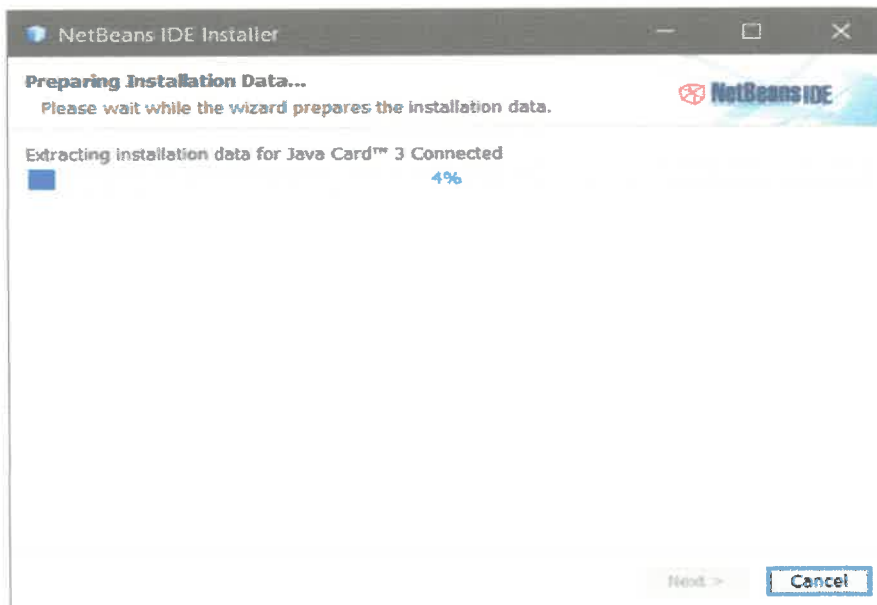 NetBeans IDE Installer
Preparing Installation Data...
Please wait while the wizard prepares the installation data.
NetBeans IDE
Extracting installation data for Java Card™ 3 Connected
4%
Next >
Cancel